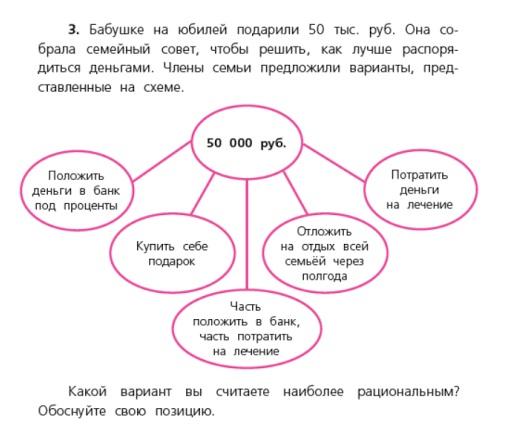 3. Бабушке на юбилей подарили 50 тыс. руб. Она со-
брала семейный совет, чтобы решить, как лучше распоря-
диться деньгами. Члены семьи предложили варианты, пред-
ставленные на схеме.
50 000 руб.
Положить
деньги в банк
под проценты
Купить себе
подарок
Часть
положить в банк,
часть потратить
на лечение
Отложить
на отдых всей
семьёй через
полгода
Потратить
деньги
на лечение
Какой вариант вы считаете наиболее рациональным?
Обоснуйте свою позицию.